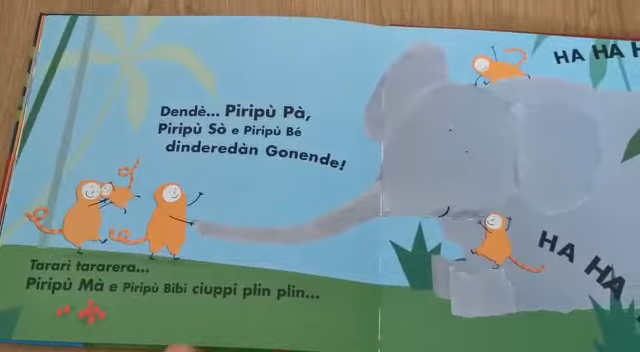 Dendè... Piripù Pà,
Piripù Sò e Piripù Bé
dinderedàn Gonende!
HA HA H
HA HA
Tararì tararera...
Piripù Mà e Piripù Bibi ciuppi plin plin...